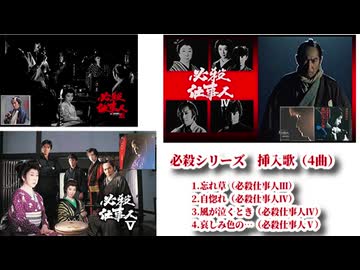 必殺
仕事人
III
必殺
仕事人
IV
必殺
仕事人
V
必殺シリーズ　挿入歌（4曲）
1.忘れ草（必殺仕事人Ⅲ）
2.自惚れ（必殺仕事人Ⅳ）
3.風が泣くとき（必殺仕事人Ⅳ）
4.哀しみ色の…（必殺仕事人Ⅴ）